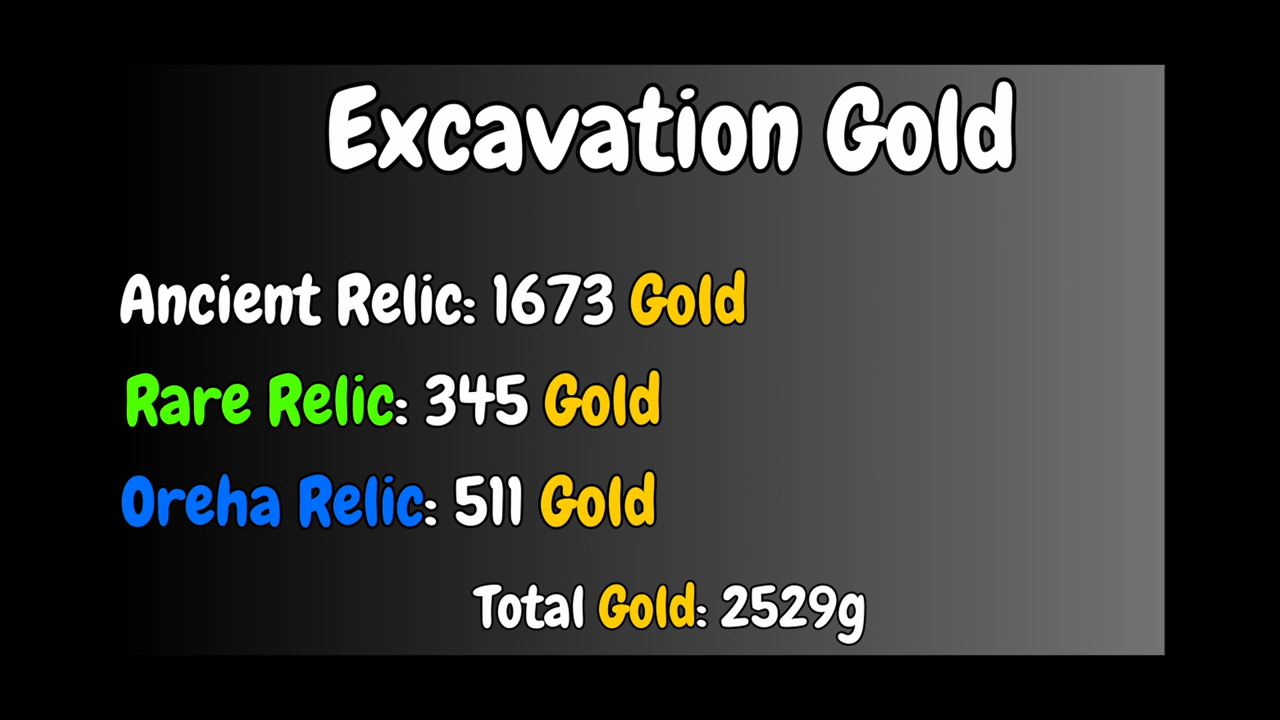 Excavation Gold
Ancient Relic: 1673 Gold
Rare Relic: 345 Gold
Oreha Relic: 511 Gold
Total Gold: 2529g